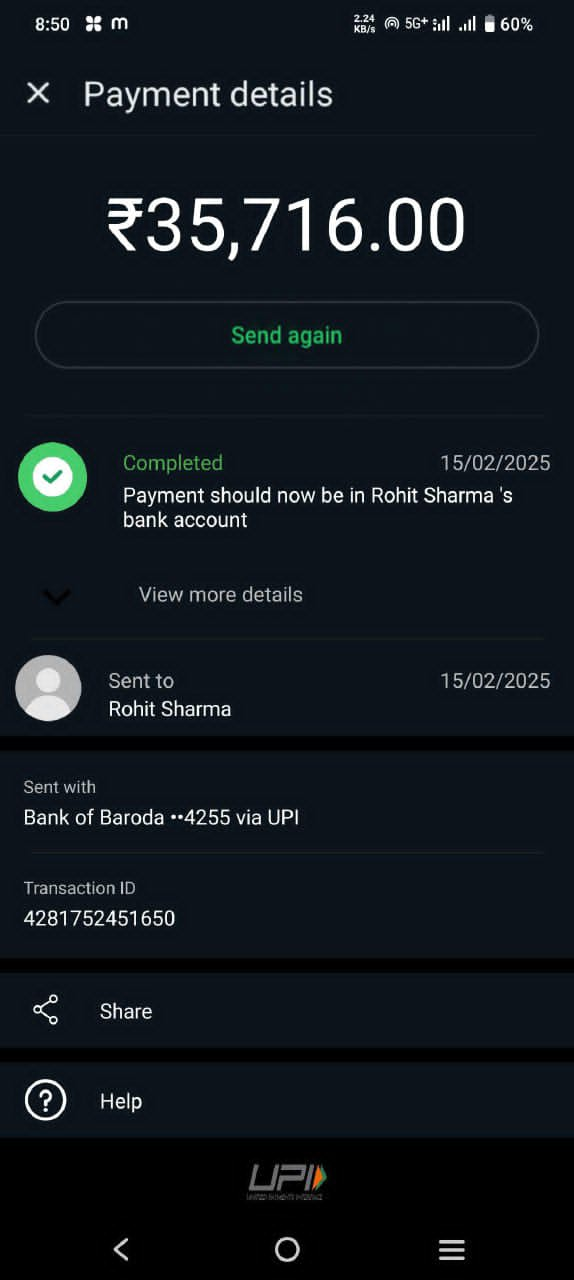 8:50 m 2.24 KB/s 5G+ 60%
Payment details
₹35,716.00
Send again
Completed 15/02/2025
Payment should now be in Rohit Sharma 's
bank account
View more details
Sent to 15/02/2025
Rohit Sharma
Sent with
Bank of Baroda ••4255 via UPI
Transaction ID
4281752451650
Share
? Help
UPI
UNITED PAYMENTS INTERFACE